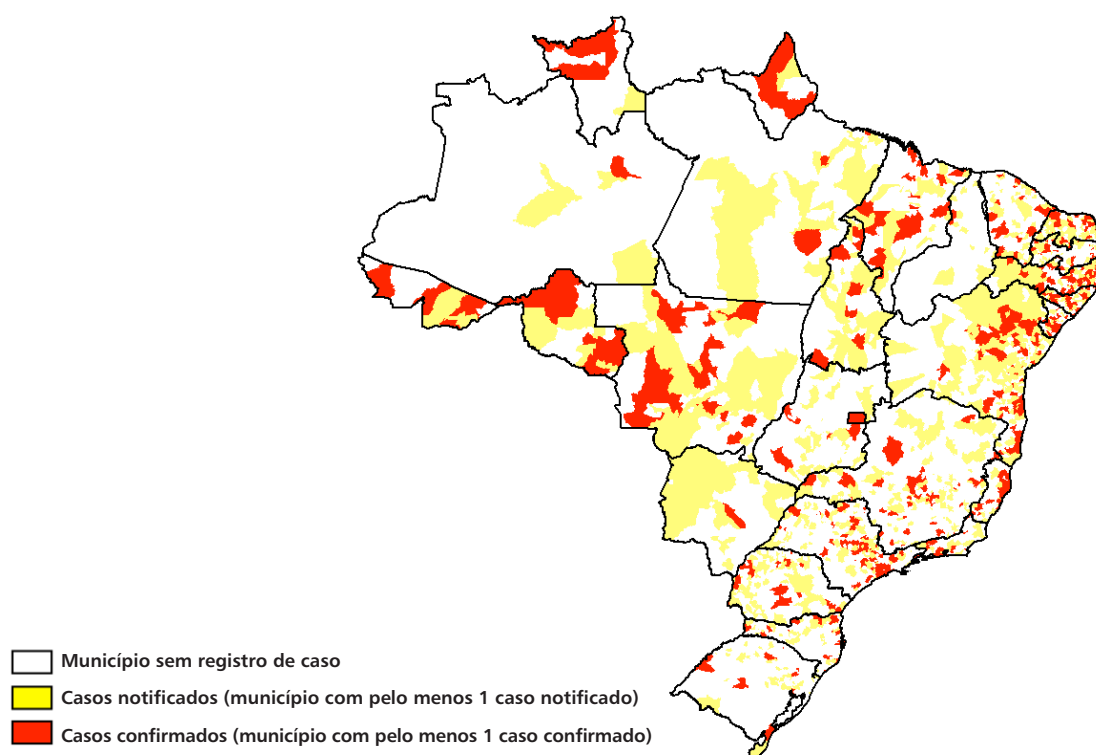 Município sem registro de caso
Casos notificados (município com pelo menos 1 caso notificado)
Casos confirmados (município com pelo menos 1 caso confirmado)